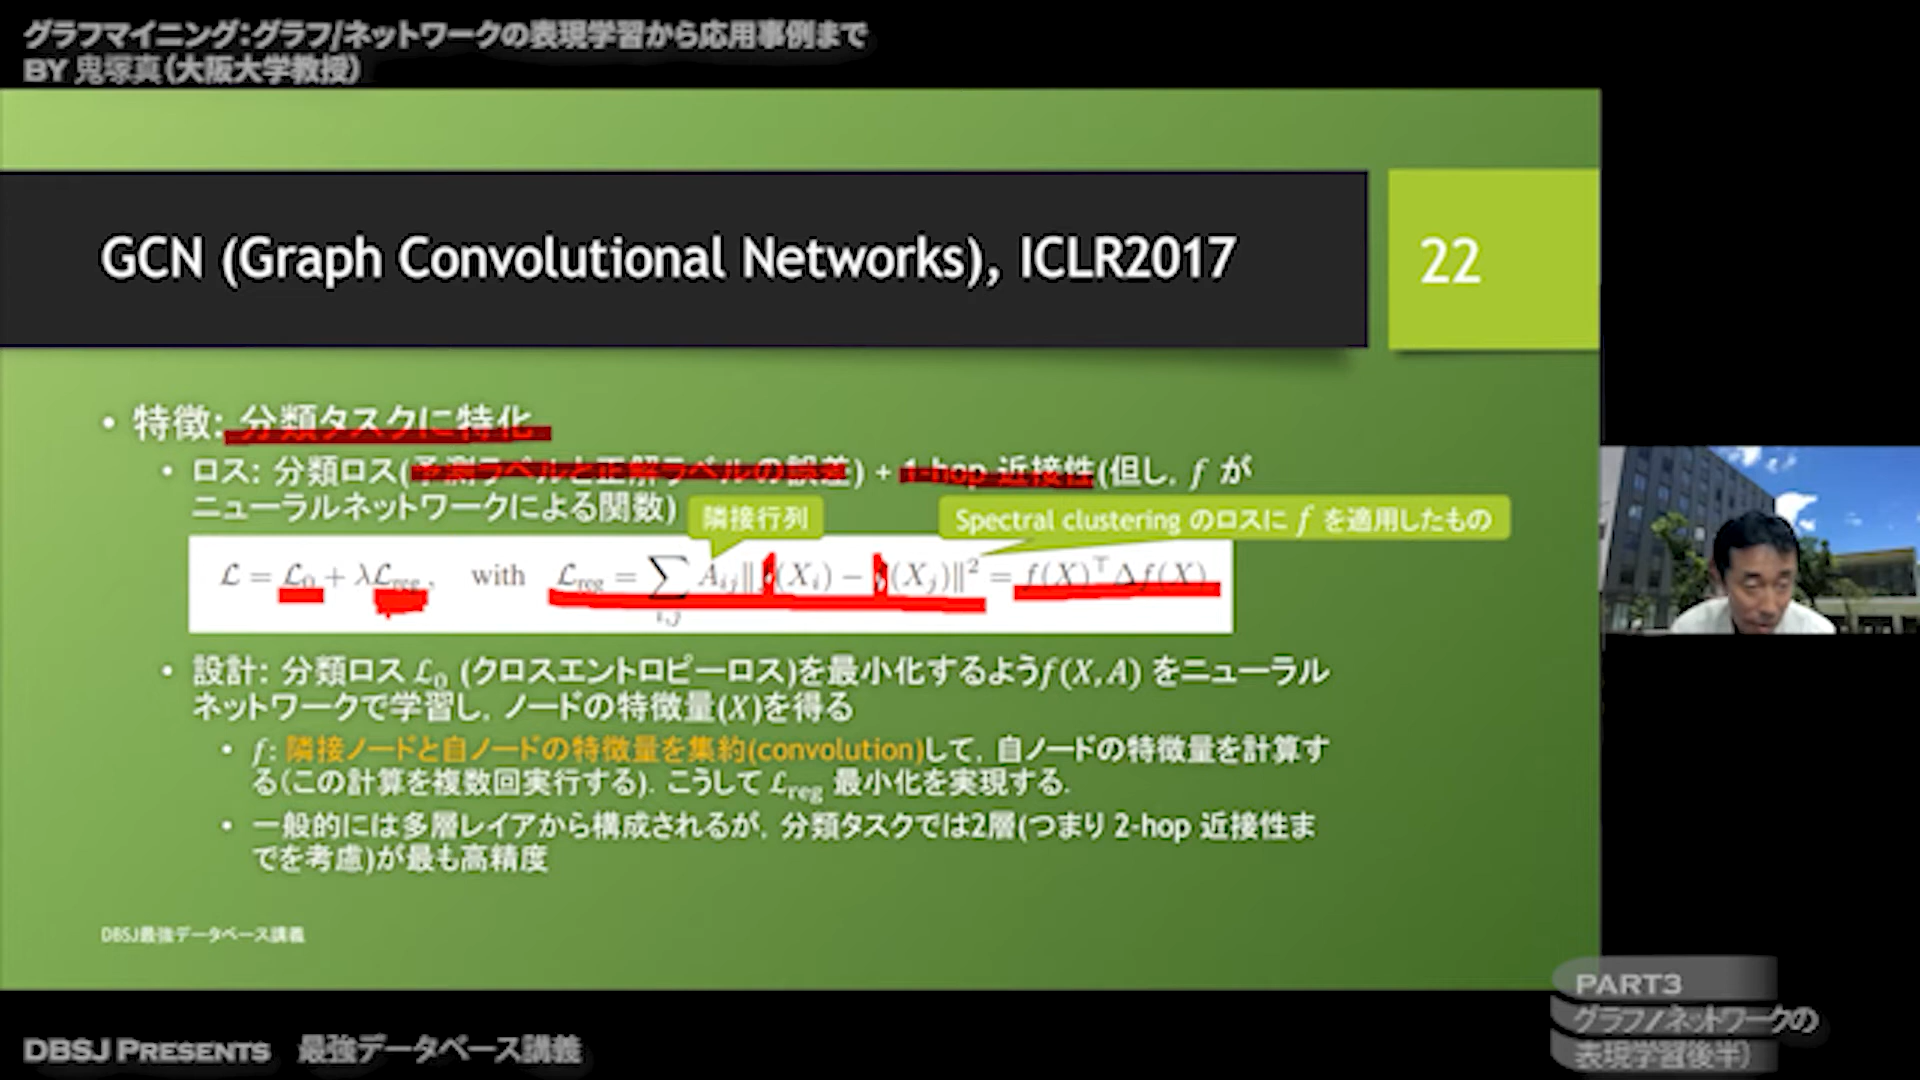 グラフマイニング:グラフ/ネットワークの表現学習から応用事例まで
BY 鬼塚真(大阪大学教授)
GCN (Graph Convolutional Networks), ICLR2017
22
• 特徴: 分類タスクに特化
• ロス: 分類ロス(予測ラベルと正解ラベルの誤差) + 1-hop 近接性(但し, f が
ニューラルネットワークによる関数)
隣接行列
Spectral clustering のロスに f を適用したもの
ℒ = ℒ₀ + λℒreg, with ℒreg = ∑i,j Aij‖f(Xi) − f(Xj)‖² = f(X)⊤Δf(X)
• 設計: 分類ロス ℒ₀ (クロスエントロピーロス)を最小化するようf(X, A) をニューラル
ネットワークで学習し, ノードの特徴量(X)を得る
• f: 隣接ノードと自ノードの特徴量を集約(convolution)して, 自ノードの特徴量を計算す
る(この計算を複数回実行する). こうして ℒreg 最小化を実現する.
• 一般的には多層レイアから構成されるが, 分類タスクでは2層(つまり 2-hop 近接性ま
でを考慮)が最も高精度
DBSJ最強データベース講義
PART3
グラフ/ネットワークの
表現学習後半)
DBSJ PRESENTS 最強データベース講義